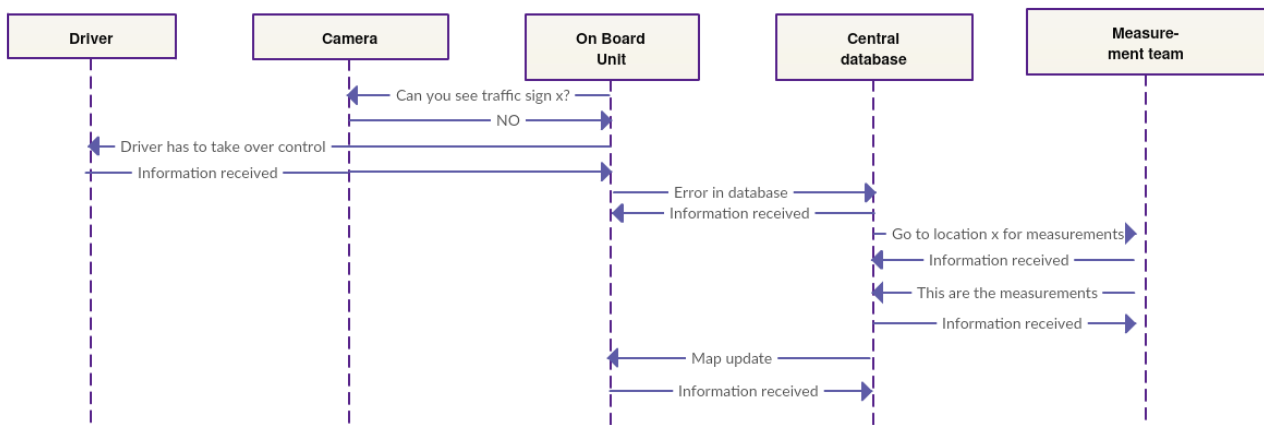 Driver
Camera
On Board
Unit
Central
database
Measure-
ment team
Can you see traffic sign x?
NO
Driver has to take over control
Information received
Error in database
Information received
Go to location x for measurements
Information received
This are the measurements
Information received
Map update
Information received